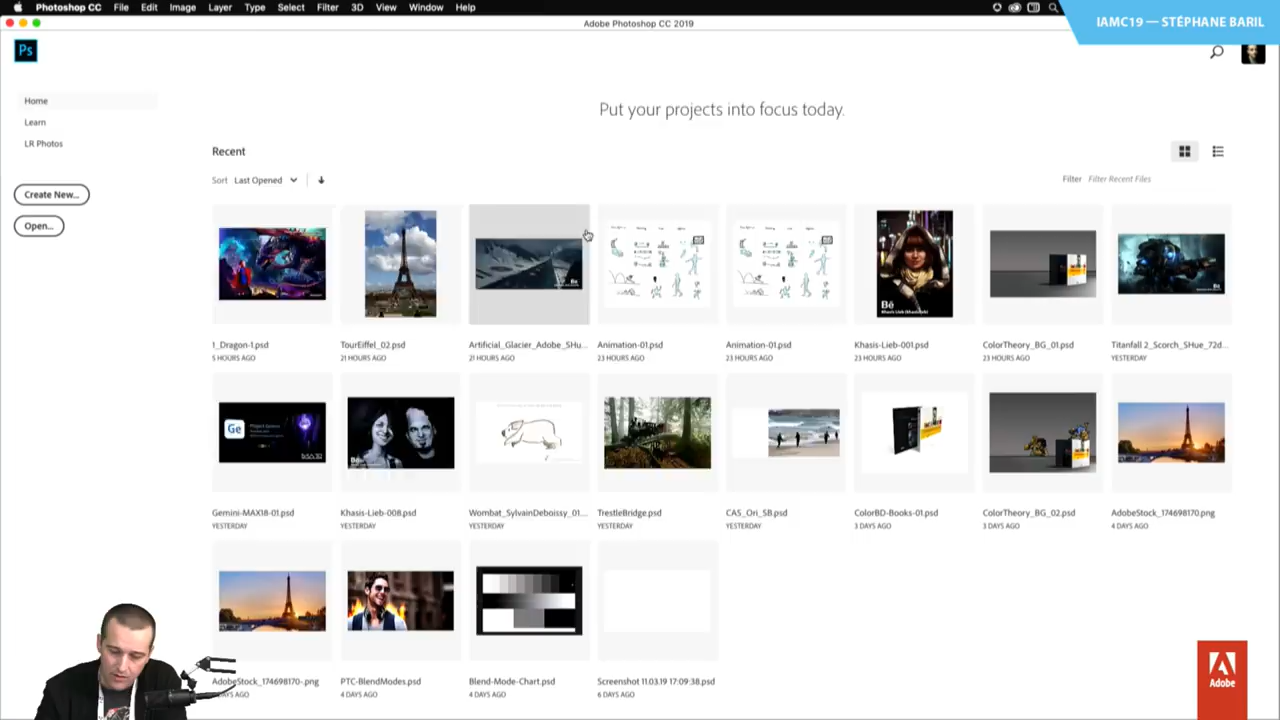 Photoshop CC File Edit Image Layer Type Select Filter 3D View Window Help
Adobe Photoshop CC 2019
IAMC19 — STÉPHANE BARIL
Ps
Home
Learn
LR Photos
Create New...
Open...
Put your projects into focus today.
Recent
Sort Last Opened
Filter Filter Recent Files
1_Dragon-1.psd
5 HOURS AGO
TourEiffel_02.psd
21 HOURS AGO
Artificial_Glacier_Adobe_SHu...
21 HOURS AGO
Animation-01.psd
23 HOURS AGO
Animation-01.psd
23 HOURS AGO
Bē
Khasis-Lieb-001.psd
23 HOURS AGO
ColorTheory_BG_01.psd
23 HOURS AGO
Titanfall 2_Scorch_SHue_72d...
YESTERDAY
Ge
Gemini-MAX18-01.psd
YESTERDAY
Khasis-Lieb-008.psd
YESTERDAY
Wombat_SylvainDeboissy_01...
YESTERDAY
TrestleBridge.psd
YESTERDAY
CAS_Ori_SB.psd
YESTERDAY
ColorBD-Books-01.psd
3 DAYS AGO
ColorTheory_BG_02.psd
3 DAYS AGO
AdobeStock_174698170.png
4 DAYS AGO
AdobeStock_174698170-.png
DAYS AGO
PTC-BlendModes.psd
4 DAYS AGO
Blend-Mode-Chart.psd
4 DAYS AGO
Screenshot 11.03.19 17:09:38.psd
6 DAYS AGO
Adobe